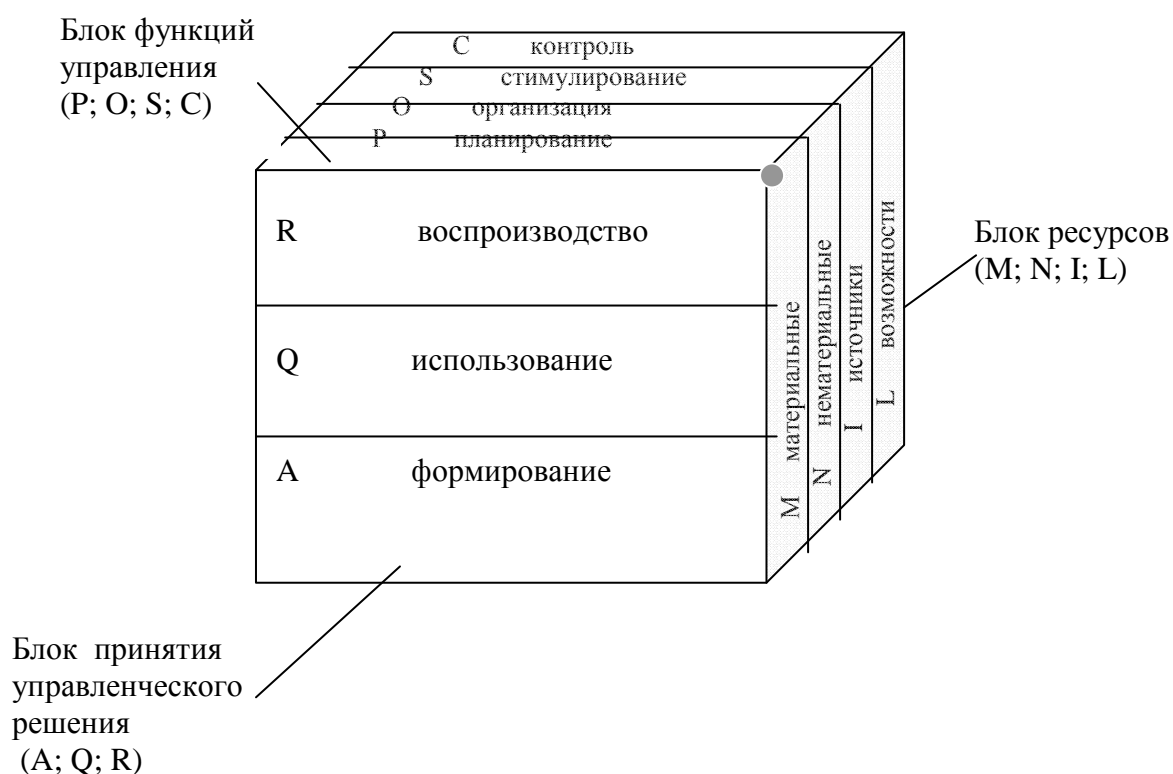 Блок функций
управления
(P; O; S; C)
C контроль
S стимулирование
O организация
P планирование
R воспроизводство
Q использование
A формирование
M материальные
N нематериальные
I источники
L возможности
Блок ресурсов
(M; N; I; L)
Блок принятия
управленческого
решения
(A; Q; R)